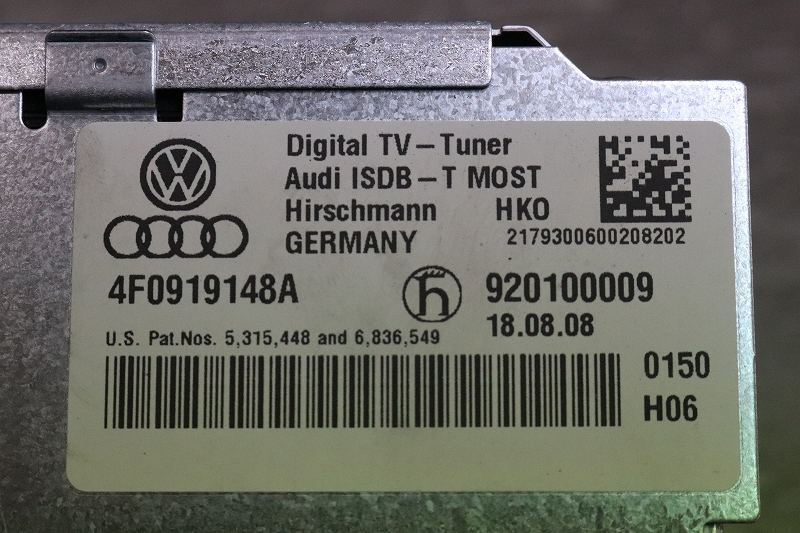 Digital TV-Tuner
Audi ISDB-T MOST
Hirschmann HKO
GERMANY
2179300600208202
4F0919148A
h
920100009
18.08.08
U.S. Pat.Nos. 5,315,448 and 6,836,549
0150
H06